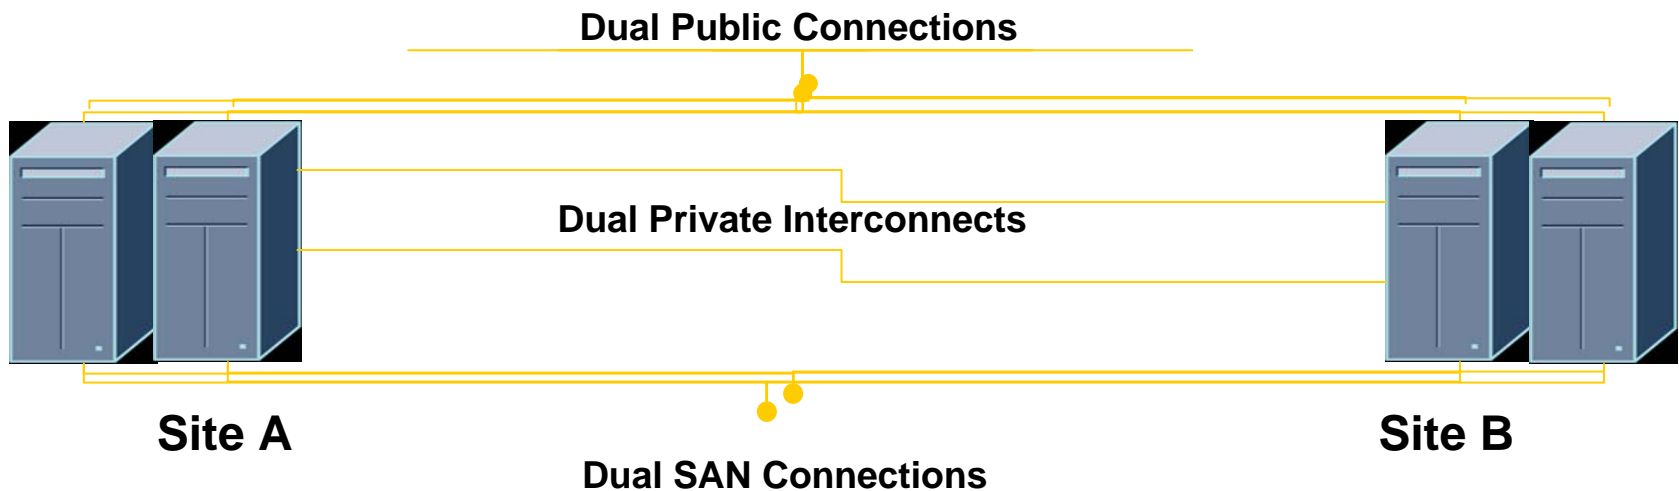 Dual Public Connections
Dual Private Interconnects
Site A
Site B
Dual SAN Connections